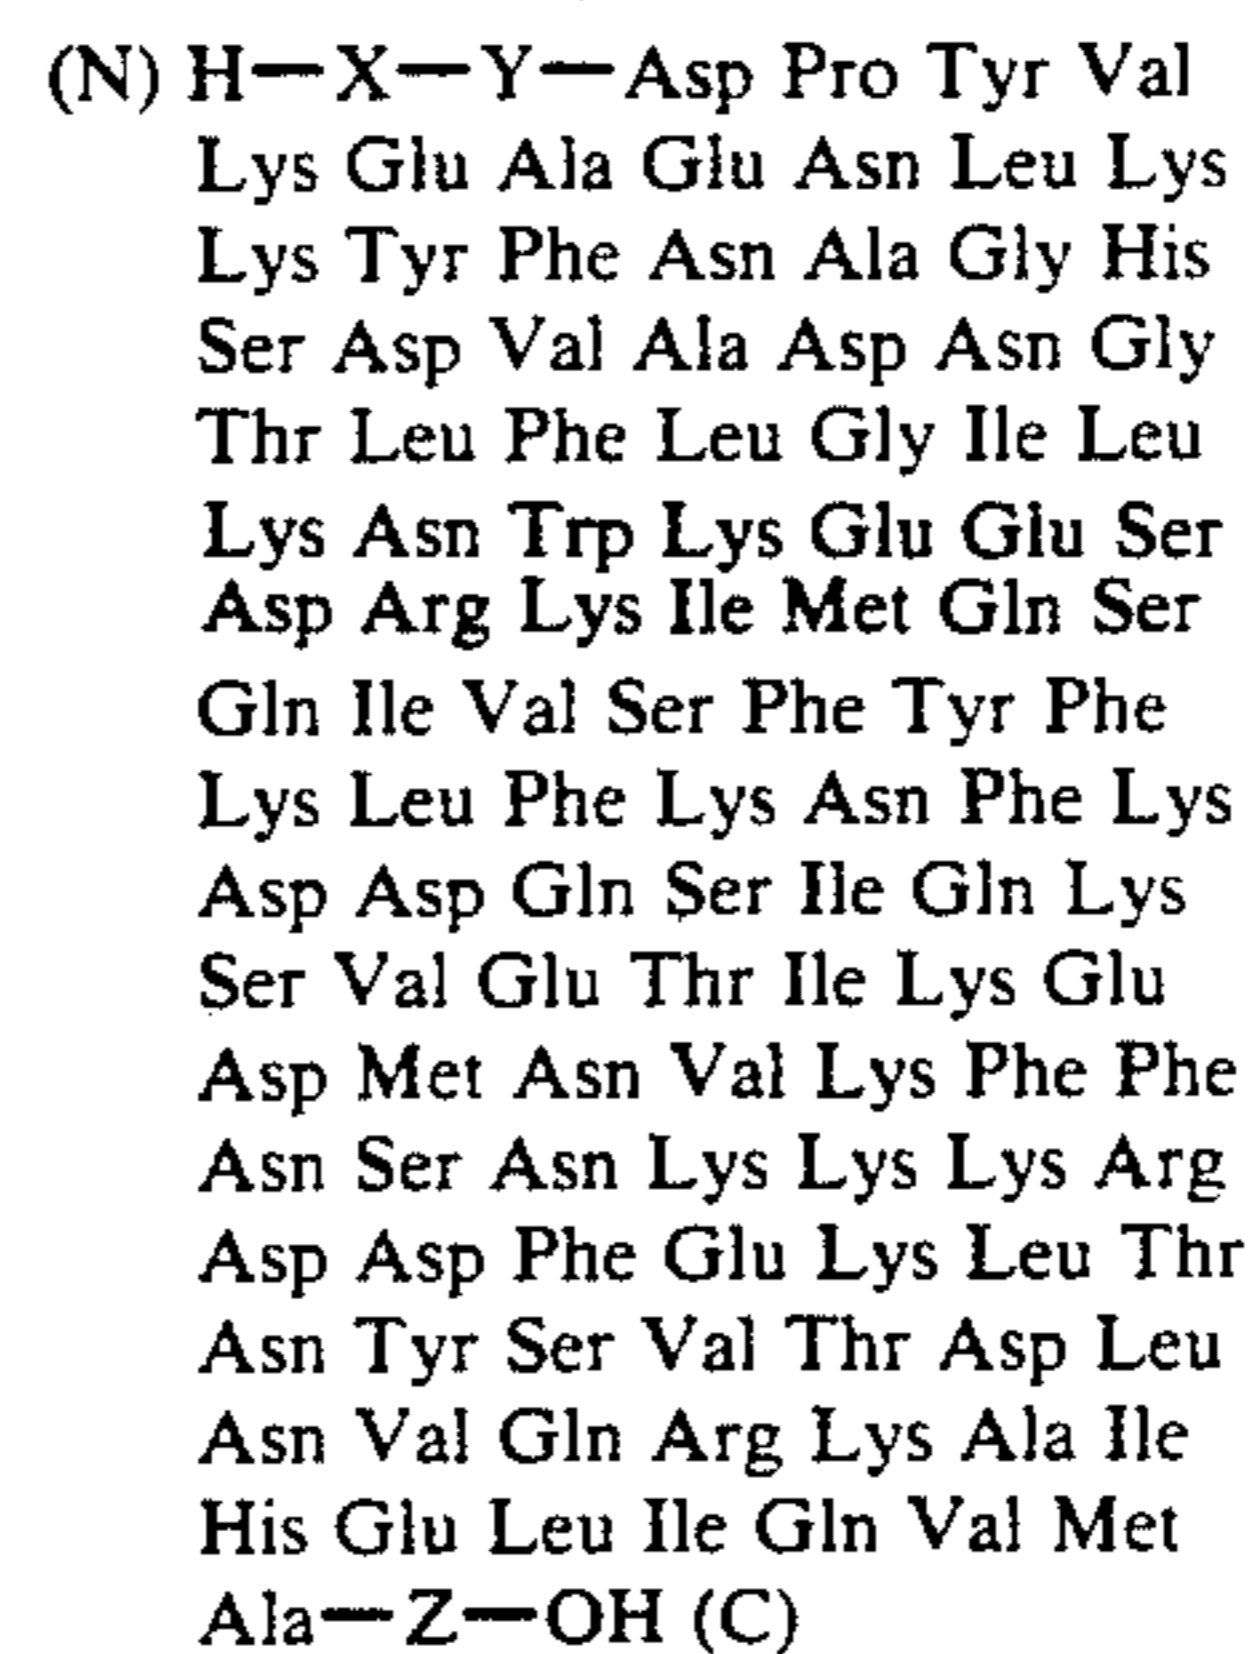 (N) H—X—Y—Asp Pro Tyr Val
Lys Glu Ala Glu Asn Leu Lys
Lys Tyr Phe Asn Ala Gly His
Ser Asp Val Ala Asp Asn Gly
Thr Leu Phe Leu Gly Ile Leu
Lys Asn Trp Lys Glu Glu Ser
Asp Arg Lys Ile Met Gln Ser
Gln Ile Val Ser Phe Tyr Phe
Lys Leu Phe Lys Asn Phe Lys
Asp Asp Gln Ser Ile Gln Lys
Ser Val Glu Thr Ile Lys Glu
Asp Met Asn Val Lys Phe Phe
Asn Ser Asn Lys Lys Lys Arg
Asp Asp Phe Glu Lys Leu Thr
Asn Tyr Ser Val Thr Asp Leu
Asn Val Gln Arg Lys Ala Ile
His Glu Leu Ile Gln Val Met
Ala—Z—OH (C)